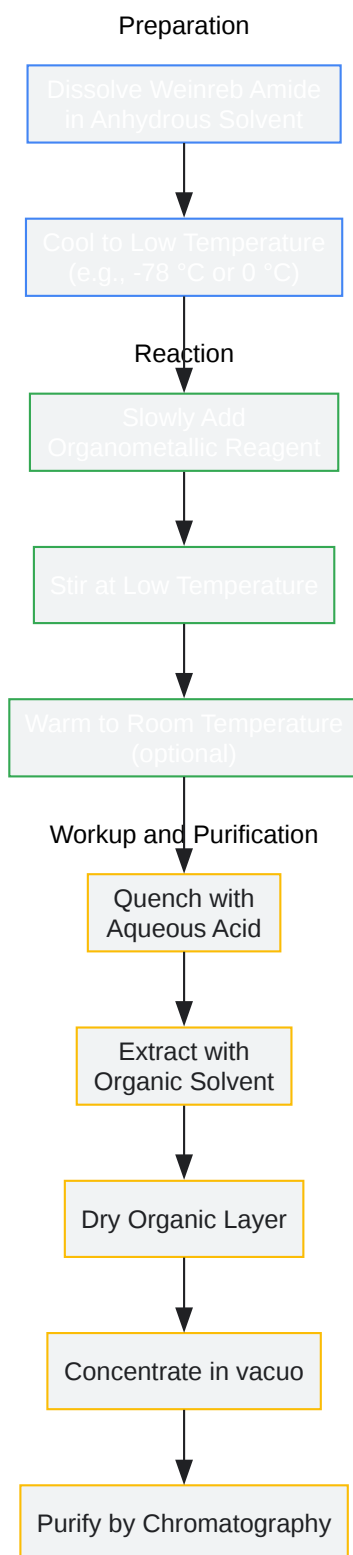 Preparation
Dissolve Weinreb Amide
in Anhydrous Solvent
Cool to Low Temperature
(e.g., -78 °C or 0 °C)
Reaction
Slowly Add
Organometallic Reagent
Stir at Low Temperature
Warm to Room Temperature
(optional)
Workup and Purification
Quench with
Aqueous Acid
Extract with
Organic Solvent
Dry Organic Layer
Concentrate in vacuo
Purify by Chromatography